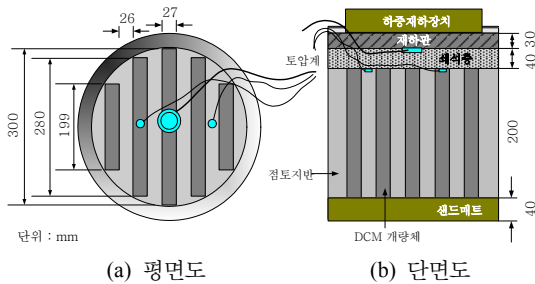 26
27
300
280
199
토압계
단위 : mm
(a) 평면도
하중재하장치
재하판
쇄석층
30
40
200
40
점토지반
샌드매트
DCM 개량체
(b) 단면도